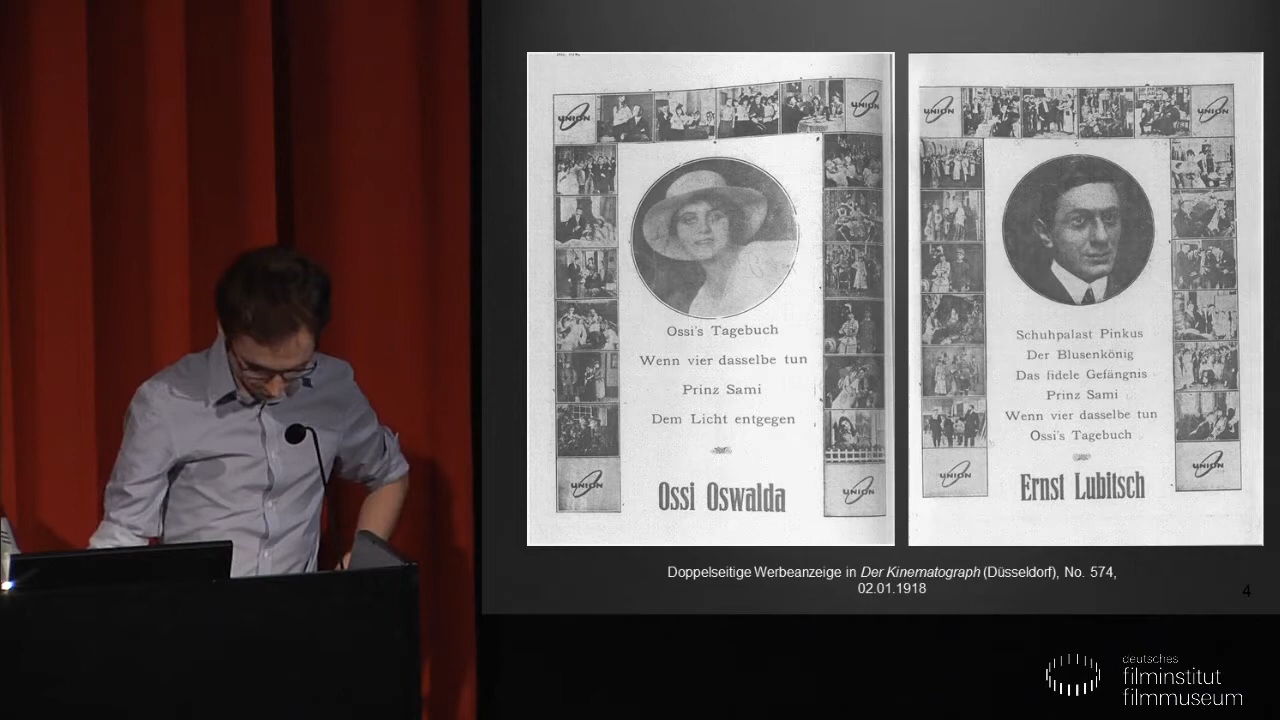 UNION
UNION
Ossi's Tagebuch
Wenn vier dasselbe tun
Prinz Sami
Dem Licht entgegen
Ossi Oswalda
UNION
UNION
UNION
UNION
Schuhpalast Pinkus
Der Blusenkönig
Das fidele Gefängnis
Prinz Sami
Wenn vier dasselbe tun
Ossi's Tagebuch
Ernst Lubitsch
UNION
UNION
Doppelseitige Werbeanzeige in Der Kinematograph (Düsseldorf), No. 574,
02.01.1918
4
deutsches
filminstitut
filmmuseum